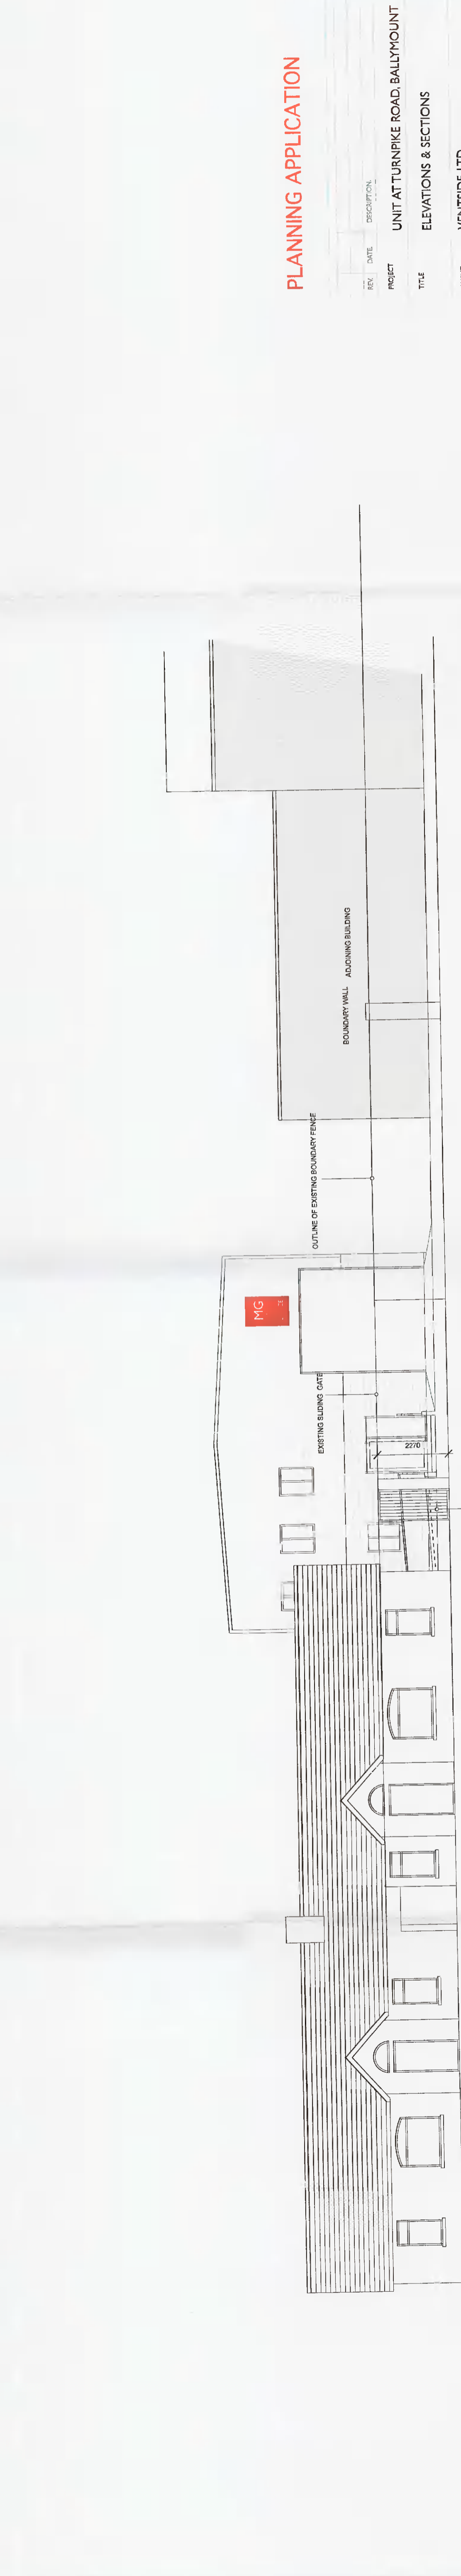 PLANNING APPLICATION
REV. DATE. DESCRIPTION.
PROJECT UNIT AT TURNPIKE ROAD, BALLYMOUNT
TITLE ELEVATIONS & SECTIONS
MG
OUTLINE OF EXISTING BOUNDARY FENCE
EXISTING SLIDING GATE
BOUNDARY WALL ADJOINING BUILDING
2270